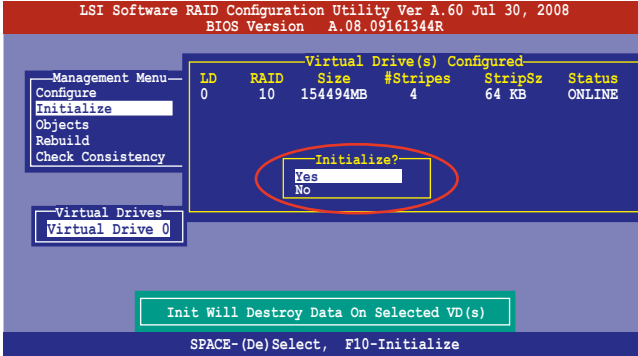 LSI Software RAID Configuration Utility Ver A.60 Jul 30, 2008
BIOS Version A.08.09161344R
Virtual Drive(s) Configured
LD RAID Size #Stripes StripSz Status
0 10 154494MB 4 64 KB ONLINE
Management Menu
Configure
Initialize
Objects
Rebuild
Check Consistency
Initialize?
Yes
No
Virtual Drives
Virtual Drive 0
Init Will Destroy Data On Selected VD(s)
SPACE-(De)Select, F10-Initialize